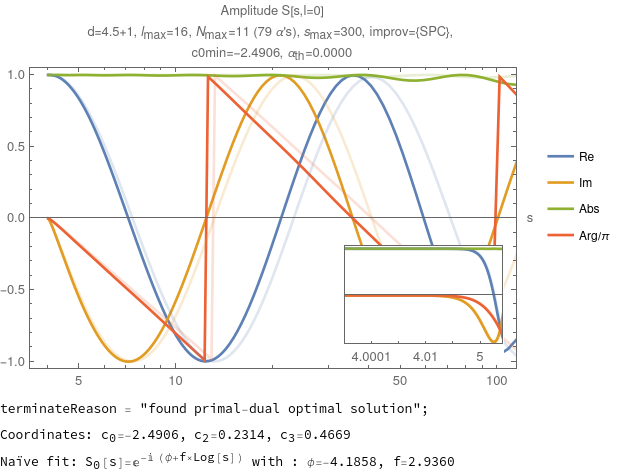 Amplitude S[s,l=0]
d=4.5+1, lmax=16, Nmax=11 (79 α's), smax=300, improv={SPC},
c0min=-2.4906, αth=0.0000
1.0
0.5
0.0
-0.5
-1.0
5
10
50
100
s
4.0001
4.01
5
Re
Im
Abs
Arg/π
terminateReason = "found primal-dual optimal solution";
Coordinates: c0=-2.4906, c2=0.2314, c3=0.4669
Naïve fit: S0[s]=e^-i (ϕ+f×Log[s]) with : ϕ=-4.1858, f=2.9360